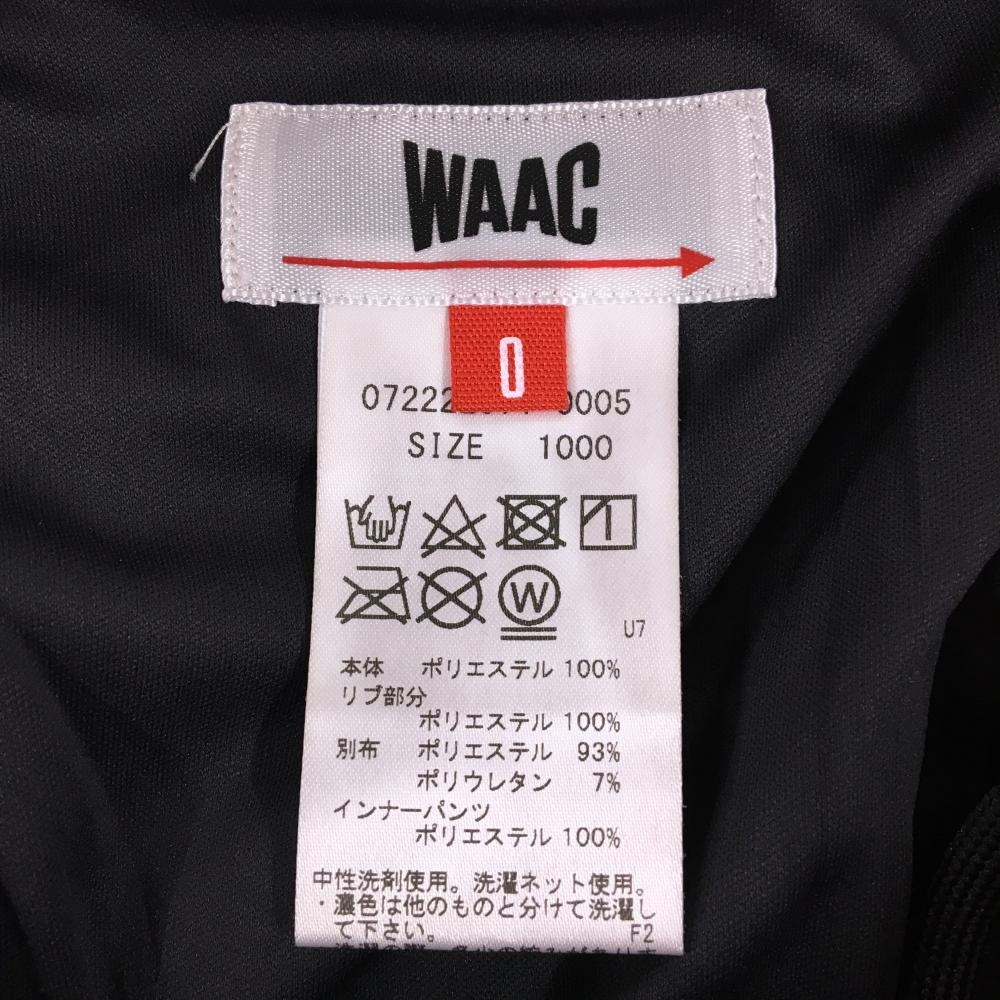 WAAC
0
07222 0005
SIZE 1000
W
U7
本体 ポリエステル 100%
リブ部分
ポリエステル 100%
別布 ポリエステル 93%
ポリウレタン 7%
インナーパンツ
ポリエステル 100%
中性洗剤使用。洗濯ネット使用。
・濃色は他のものと分けて洗濯し
て下さい。 F2